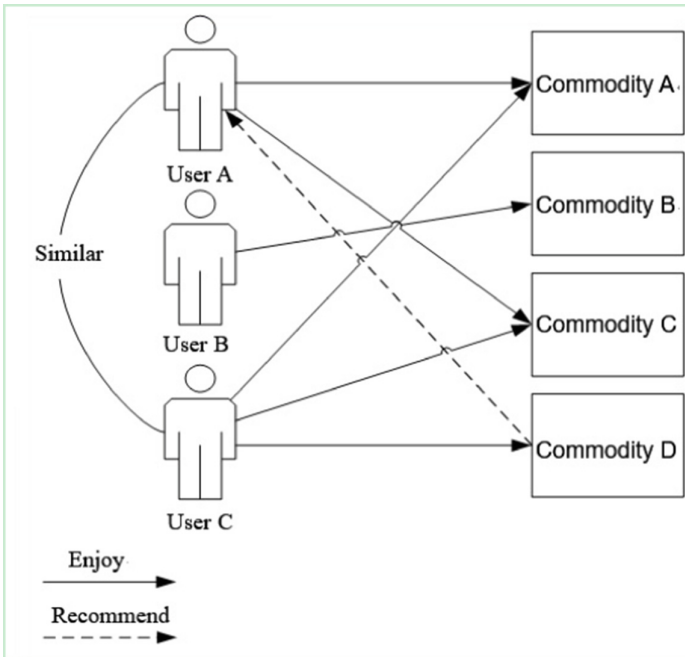 Commodity A
User A
Commodity B
Similar
User B
Commodity C
Commodity D
User C
Enjoy
Recommend